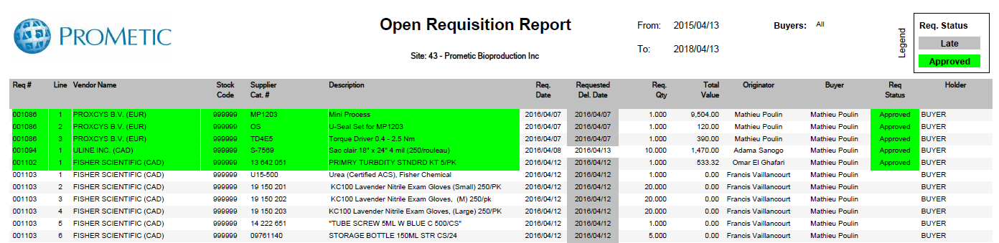 PROMETIC
Open Requisition Report
Site: 43 - Prometic Bioproduction Inc
From: 2015/04/13
To: 2018/04/13
Buyers: All
Legend
Req. Status
Late
Approved
Req # Line Vendor Name Stock Code Supplier Cat. # Description Req. Date Requested Del. Date Req. Qty Total Value Originator Buyer Req Status Holder
001086 1 PROXCYS B.V. (EUR) 999999 MP1203 Mini Process 2016/04/07 2016/04/07 1.000 9,504.00 Mathieu Poulin Mathieu Poulin Approved BUYER
001086 2 PROXCYS B.V. (EUR) 999999 OS U-Seal Set for MP1203 2016/04/07 2016/04/07 1.000 120.00 Mathieu Poulin Mathieu Poulin Approved BUYER
001086 3 PROXCYS B.V. (EUR) 999999 TD4E5 Torque Driver 0.4 - 2.5 Nm 2016/04/07 2016/04/07 1.000 390.00 Mathieu Poulin Mathieu Poulin Approved BUYER
001094 1 ULINE INC. (CAD) 999999 S-7569 Sac clair 18" x 24" 4 mil (250/rouleau) 2016/04/08 2016/04/13 10.000 1,470.00 Adama Sanogo Mathieu Poulin Approved BUYER
001102 1 FISHER SCIENTIFIC (CAD) 999999 13 642 051 PRIMRY TURBDITY STNDRD KT 5/PK 2016/04/12 2016/04/12 1.000 533.32 Omar El Ghafari Mathieu Poulin Approved BUYER
001103 1 FISHER SCIENTIFIC (CAD) 999999 U15-500 Urea (Certified ACS), Fisher Chemical 2016/04/12 2016/04/12 1.000 0.00 Francis Vaillancourt Mathieu Poulin BUYER
001103 2 FISHER SCIENTIFIC (CAD) 999999 19 150 201 KC100 Lavender Nitrile Exam Gloves (Small) 250/PK 2016/04/12 2016/04/12 20.000 0.00 Francis Vaillancourt Mathieu Poulin BUYER
001103 3 FISHER SCIENTIFIC (CAD) 999999 19 150 202 KC100 Lavender Nitrile Exam Gloves, (M) 250/pk 2016/04/12 2016/04/12 20.000 0.00 Francis Vaillancourt Mathieu Poulin BUYER
001103 4 FISHER SCIENTIFIC (CAD) 999999 19 150 203 KC100 Lavender Nitrile Exam Gloves, (Large) 250/PK 2016/04/12 2016/04/12 20.000 0.00 Francis Vaillancourt Mathieu Poulin BUYER
001103 5 FISHER SCIENTIFIC (CAD) 999999 14 222 651 "TUBE SCREW 5ML W BLUE C 500/CS" 2016/04/12 2016/04/12 1.000 0.00 Francis Vaillancourt Mathieu Poulin BUYER
001103 6 FISHER SCIENTIFIC (CAD) 999999 09761140 STORAGE BOTTLE 150ML STR CS/24 2016/04/12 2016/04/12 5.000 0.00 Francis Vaillancourt Mathieu Poulin BUYER